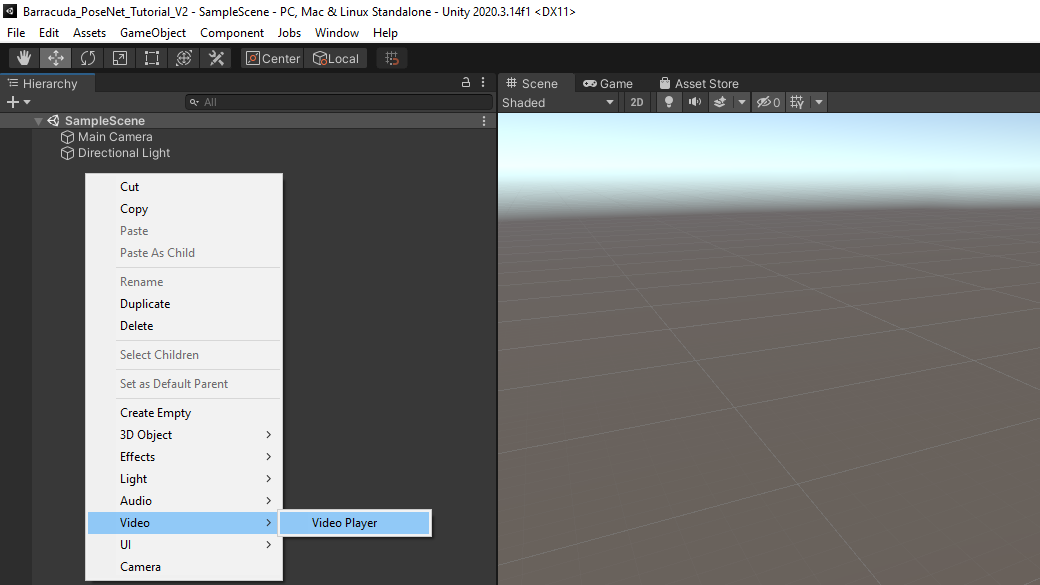 Barracuda_PoseNet_Tutorial_V2 - SampleScene - PC, Mac & Linux Standalone - Unity 2020.3.14f1 <DX11>
File Edit Assets GameObject Component Jobs Window Help
Center Local
Hierarchy
All
SampleScene
Main Camera
Directional Light
Cut
Copy
Paste
Paste As Child
Rename
Duplicate
Delete
Select Children
Set as Default Parent
Create Empty
3D Object
Effects
Light
Audio
Video
Video Player
UI
Camera
Scene Game Asset Store
Shaded 2D 0